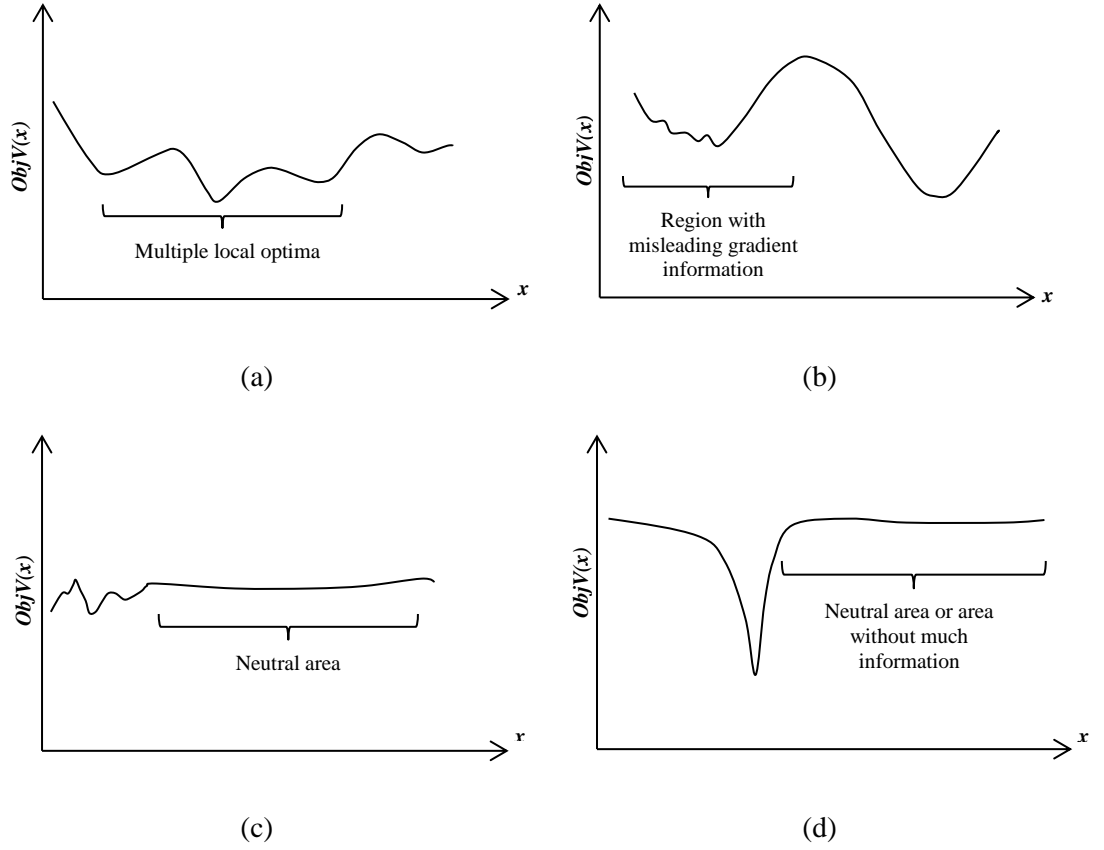 ObjV(x)
Multiple local optima
x
(a)
ObjV(x)
Region with
misleading gradient
information
x
(b)
ObjV(x)
Neutral area
x
(c)
ObjV(x)
Neutral area or area
without much
information
x
(d)